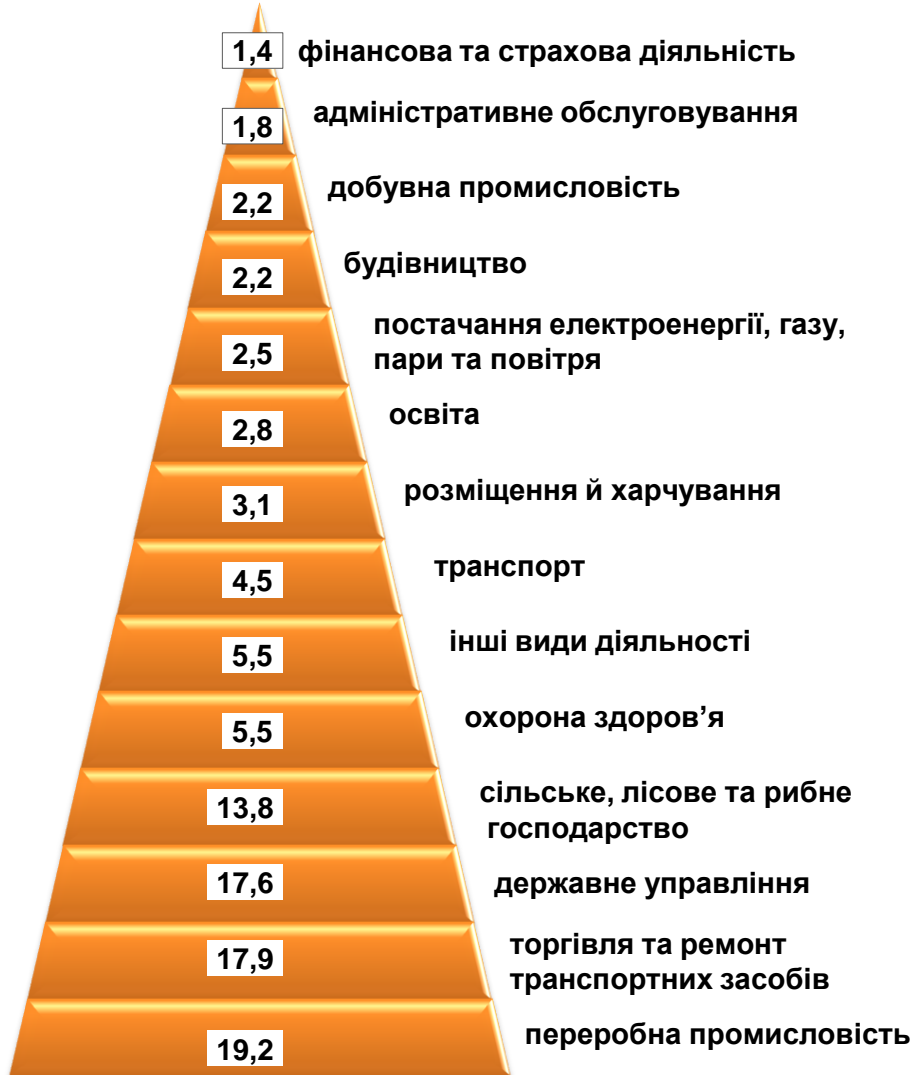 1,4 фінансова та страхова діяльність
1,8 адміністративне обслуговування
2,2 добувна промисловість
2,2 будівництво
2,5 постачання електроенергії, газу,
пари та повітря
2,8 освіта
3,1 розміщення й харчування
4,5 транспорт
5,5 інші види діяльності
5,5 охорона здоров’я
13,8 сільське, лісове та рибне
господарство
17,6 державне управління
17,9 торгівля та ремонт
транспортних засобів
19,2 переробна промисловість